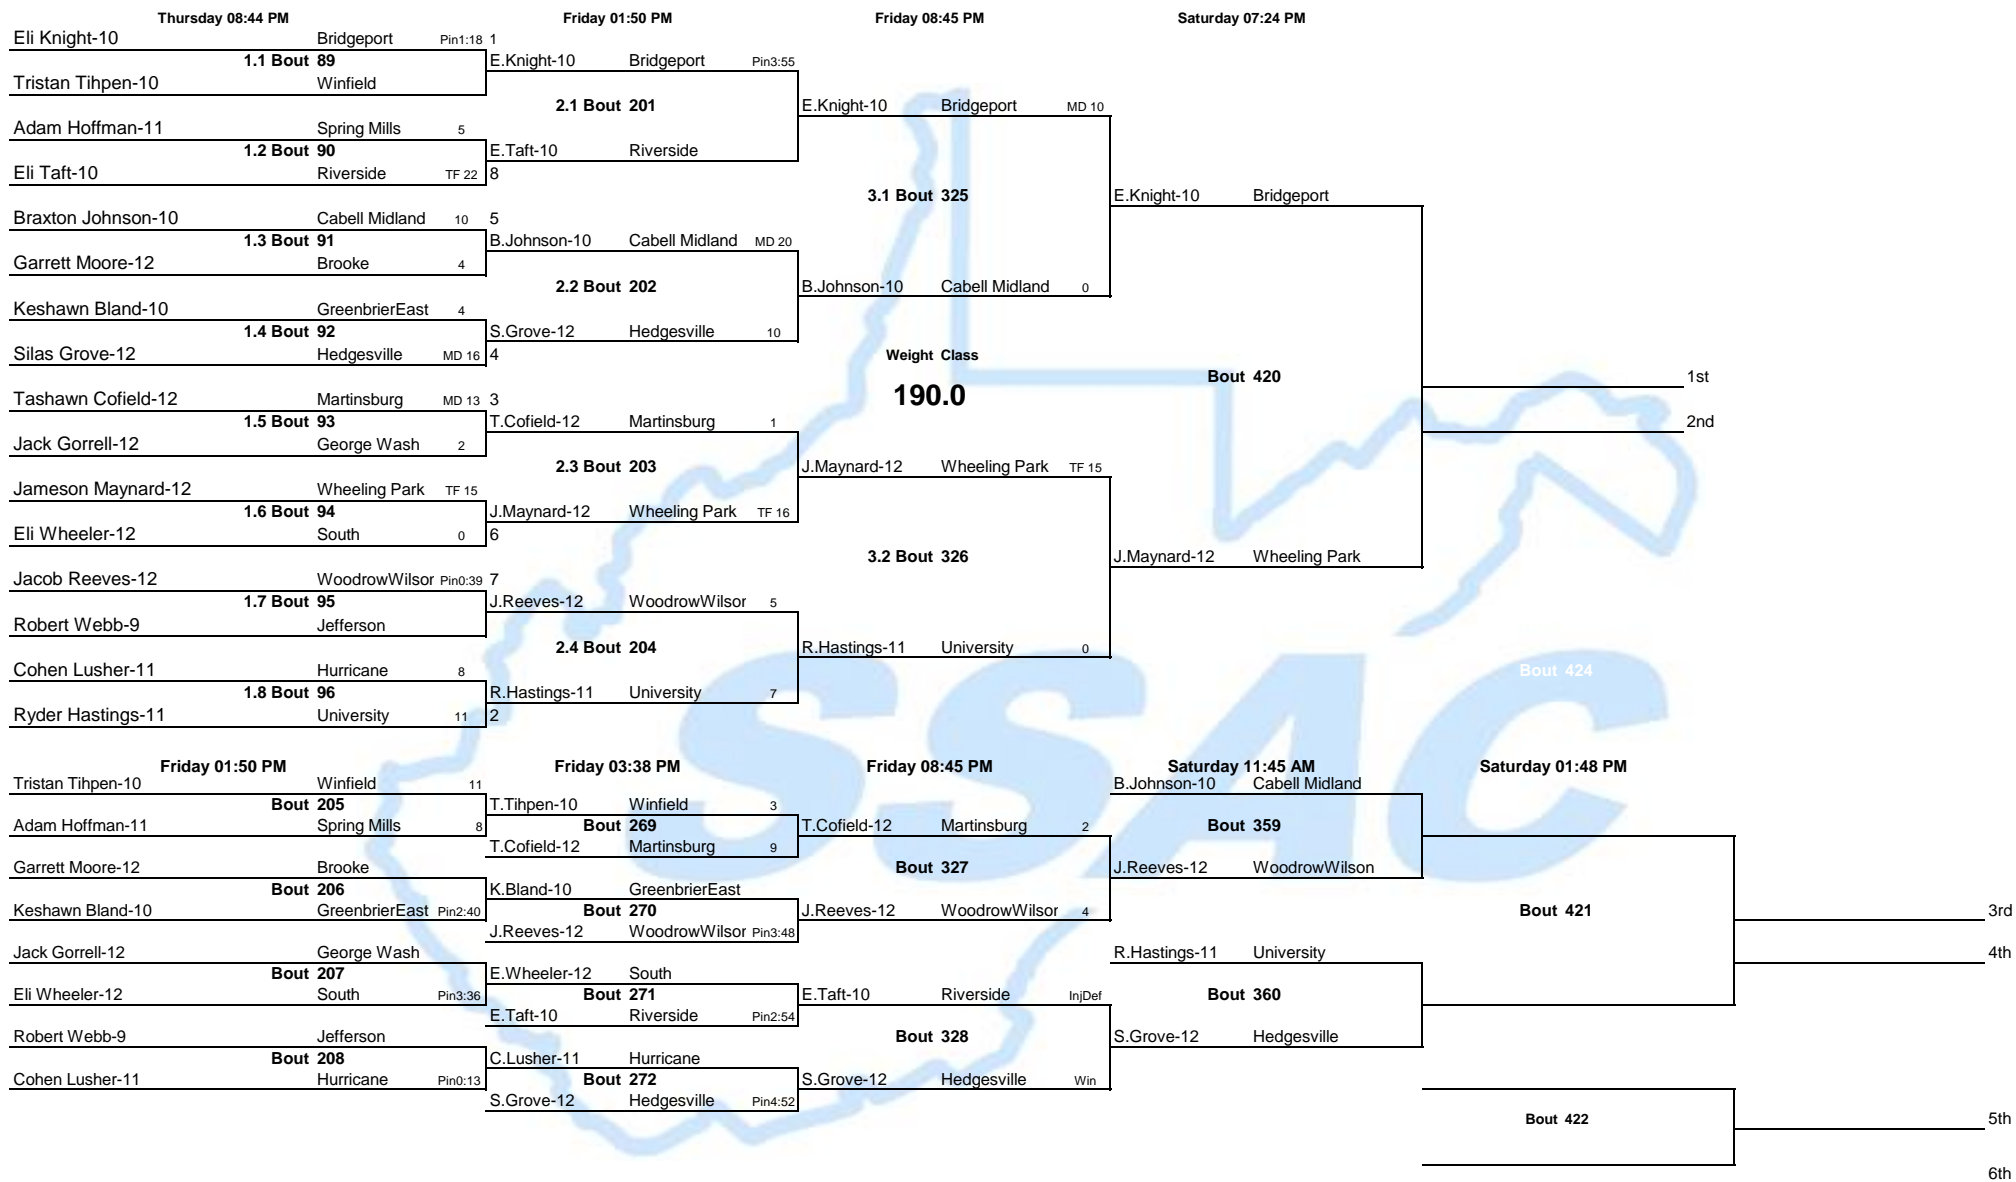 Thursday 08:44 PM Friday 01:50 PM Friday 08:45 PM Saturday 07:24 PM
Eli Knight-10 Bridgeport Pin1:18 1
1.1 Bout 89 E.Knight-10 Bridgeport Pin3:55
Tristan Tihpen-10 Winfield
2.1 Bout 201 E.Knight-10 Bridgeport MD 10
Adam Hoffman-11 Spring Mills 5
1.2 Bout 90 E.Taft-10 Riverside
Eli Taft-10 Riverside TF 22 8
3.1 Bout 325 E.Knight-10 Bridgeport
Braxton Johnson-10 Cabell Midland 10 5
1.3 Bout 91 B.Johnson-10 Cabell Midland MD 20
Garrett Moore-12 Brooke 4
2.2 Bout 202 B.Johnson-10 Cabell Midland 0
Keshawn Bland-10 GreenbrierEast 4
1.4 Bout 92 S.Grove-12 Hedgesville 10
Silas Grove-12 Hedgesville MD 16 4 Weight Class
Bout 420 1st
Tashawn Cofield-12 Martinsburg MD 13 3 190.0
1.5 Bout 93 T.Cofield-12 Martinsburg 1 2nd
Jack Gorrell-12 George Wash 2
2.3 Bout 203 J.Maynard-12 Wheeling Park TF 15
Jameson Maynard-12 Wheeling Park TF 15
1.6 Bout 94 J.Maynard-12 Wheeling Park TF 16
Eli Wheeler-12 South 0 6
3.2 Bout 326 J.Maynard-12 Wheeling Park
Jacob Reeves-12 WoodrowWilsor Pin0:39 7
1.7 Bout 95 J.Reeves-12 WoodrowWilsor 5
Robert Webb-9 Jefferson
2.4 Bout 204 R.Hastings-11 University 0
Cohen Lusher-11 Hurricane 8 Bout 424
1.8 Bout 96 R.Hastings-11 University 7
Ryder Hastings-11 University 11 2
SSAC
Friday 01:50 PM Friday 03:38 PM Friday 08:45 PM Saturday 11:45 AM Saturday 01:48 PM
Tristan Tihpen-10 Winfield 11 B.Johnson-10 Cabell Midland
Bout 205 T.Tihpen-10 Winfield 3
Adam Hoffman-11 Spring Mills 8 Bout 269 T.Cofield-12 Martinsburg 2 Bout 359
T.Cofield-12 Martinsburg 9
Garrett Moore-12 Brooke Bout 327 J.Reeves-12 WoodrowWilson
Bout 206 K.Bland-10 GreenbrierEast
Keshawn Bland-10 GreenbrierEast Pin2:40 Bout 270 J.Reeves-12 WoodrowWilsor 4 Bout 421 3rd
J.Reeves-12 WoodrowWilsor Pin3:48
Jack Gorrell-12 George Wash R.Hastings-11 University 4th
Bout 207 E.Wheeler-12 South
Eli Wheeler-12 South Pin3:36 Bout 271 E.Taft-10 Riverside InjDef Bout 360
E.Taft-10 Riverside Pin2:54
Robert Webb-9 Jefferson Bout 328 S.Grove-12 Hedgesville
Bout 208 C.Lusher-11 Hurricane
Cohen Lusher-11 Hurricane Pin0:13 Bout 272 S.Grove-12 Hedgesville Win
S.Grove-12 Hedgesville Pin4:52
Bout 422 5th
6th